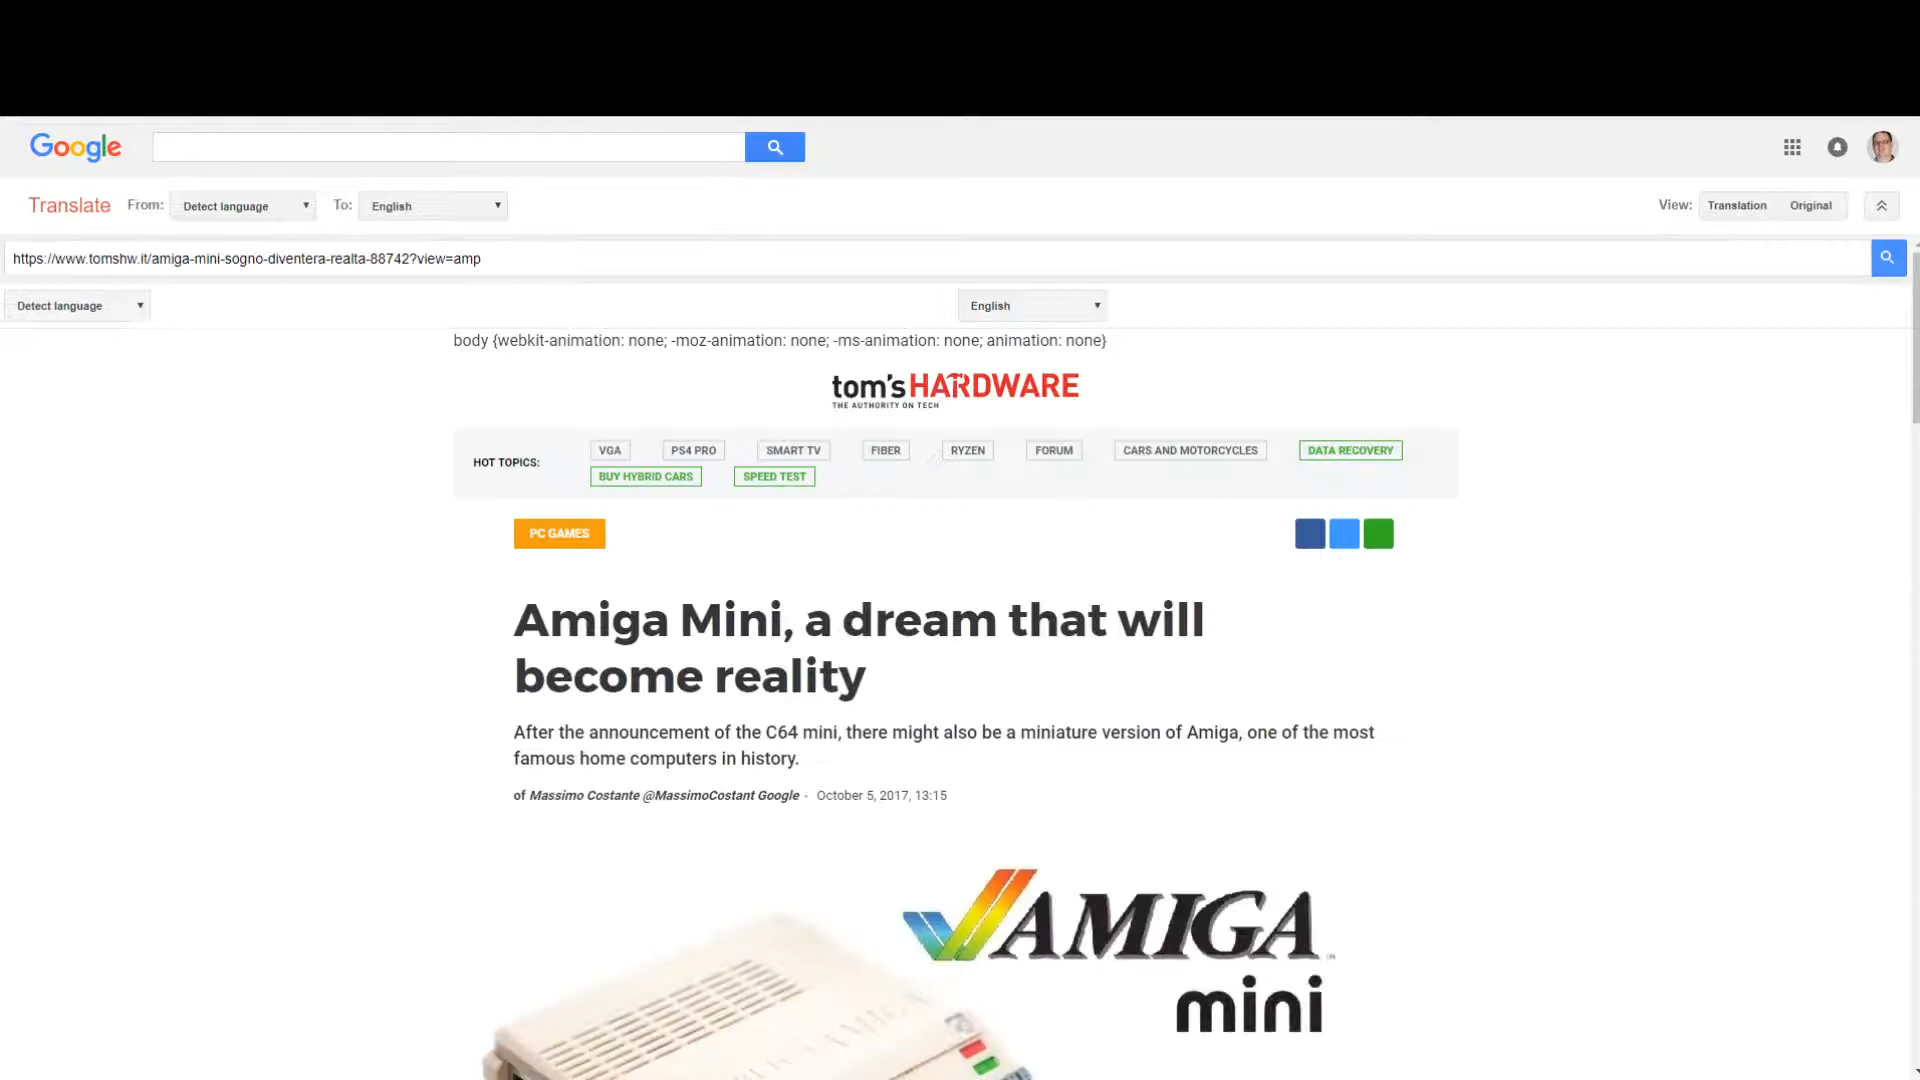 Google
Translate From: Detect language To: English View: Translation Original
https://www.tomshw.it/amiga-mini-sogno-diventera-realta-88742?view=amp
Detect language English
body {webkit-animation: none; -moz-animation: none; -ms-animation: none; animation: none}
tom's HARDWARE
THE AUTHORITY ON TECH
HOT TOPICS:
VGA PS4 PRO SMART TV FIBER RYZEN FORUM CARS AND MOTORCYCLES DATA RECOVERY
BUY HYBRID CARS SPEED TEST
PC GAMES
Amiga Mini, a dream that will
become reality
After the announcement of the C64 mini, there might also be a miniature version of Amiga, one of the most
famous home computers in history.
of Massimo Costante @MassimoCostant Google - October 5, 2017, 13:15
AMIGA
mini